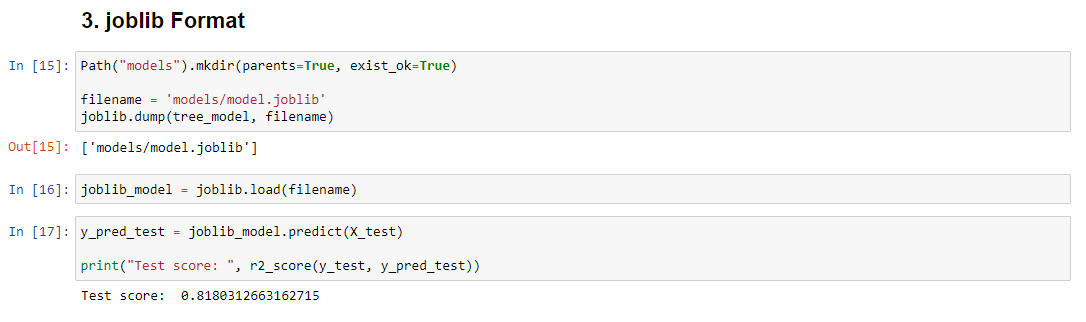 3. joblib Format
In [15]: Path("models").mkdir(parents=True, exist_ok=True)
filename = 'models/model.joblib'
joblib.dump(tree_model, filename)
Out[15]: ['models/model.joblib']
In [16]: joblib_model = joblib.load(filename)
In [17]: y_pred_test = joblib_model.predict(X_test)
print("Test score: ", r2_score(y_test, y_pred_test))
Test score:  0.8180312663162715